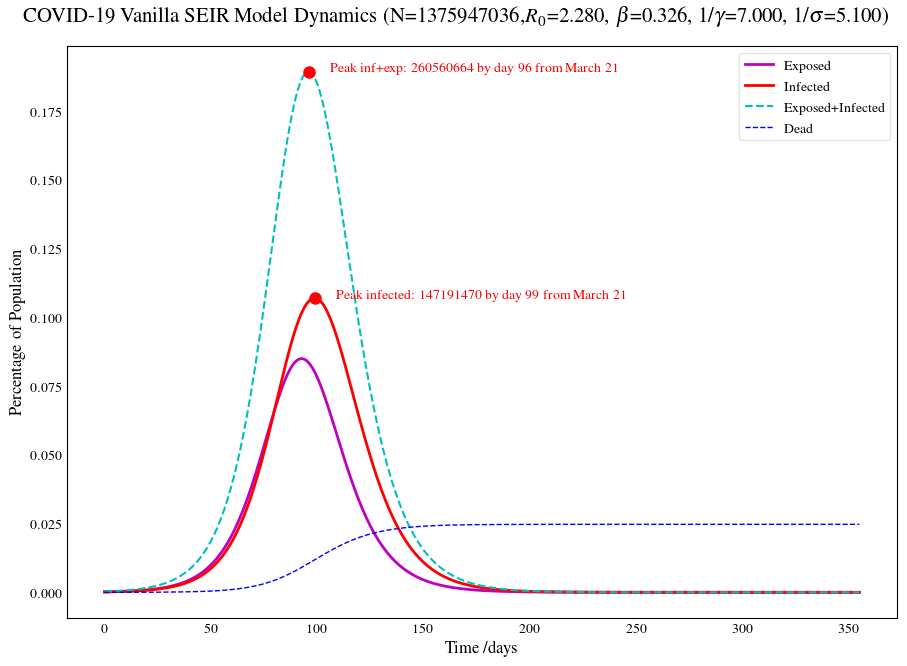 COVID-19 Vanilla SEIR Model Dynamics (N=1375947036,R₀=2.280, β=0.326, 1/γ=7.000, 1/σ=5.100)
Peak inf+exp: 260560664 by day 96 from March 21
Exposed
Infected
Exposed+Infected
Dead
Peak infected: 147191470 by day 99 from March 21
Percentage of Population
0.175
0.150
0.125
0.100
0.075
0.050
0.025
0.000
0 50 100 150 200 250 300 350
Time /days